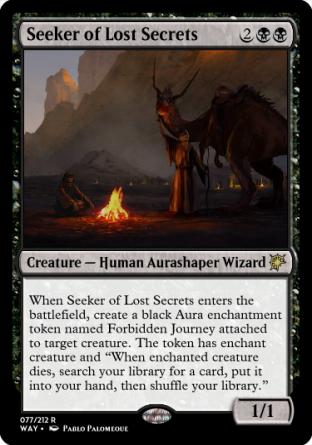 Seeker of Lost Secrets 2
Creature — Human Aurashaper Wizard
When Seeker of Lost Secrets enters the
battlefield, create a black Aura enchantment
token named Forbidden Journey attached
to target creature. The token has enchant
creature and “When enchanted creature
dies, search your library for a card, put it
into your hand, then shuffle your library.”
077/212 R
WAY • Pablo Palomeque
1/1